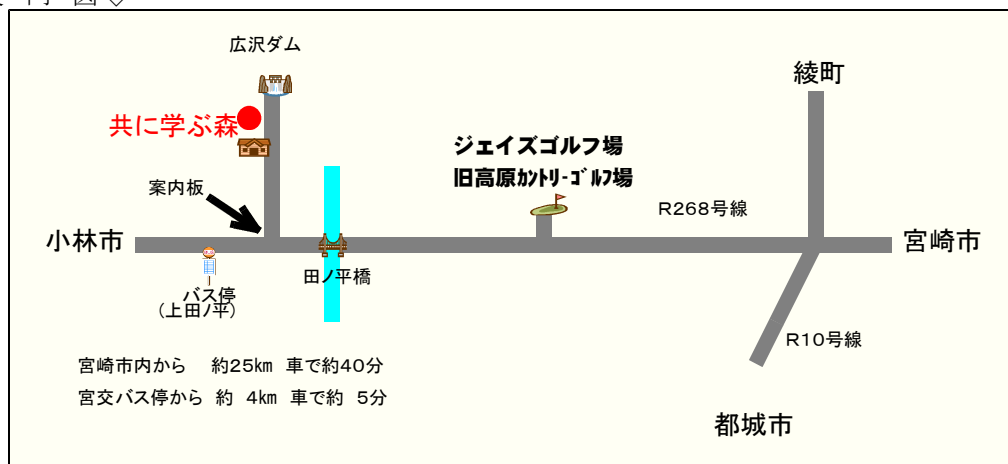 内 図◇
広沢ダム
綾町
共に学ぶ森
ジェイズゴルフ場
旧高原ｶﾝﾄﾘｰｺﾞﾙﾌ場
案内板
R268号線
小林市
宮崎市
田ノ平橋
バス停
(上田ノ平)
R10号線
宮崎市内から 約25㎞ 車で約40分
宮交バス停から 約 4㎞ 車で約 5分
都城市